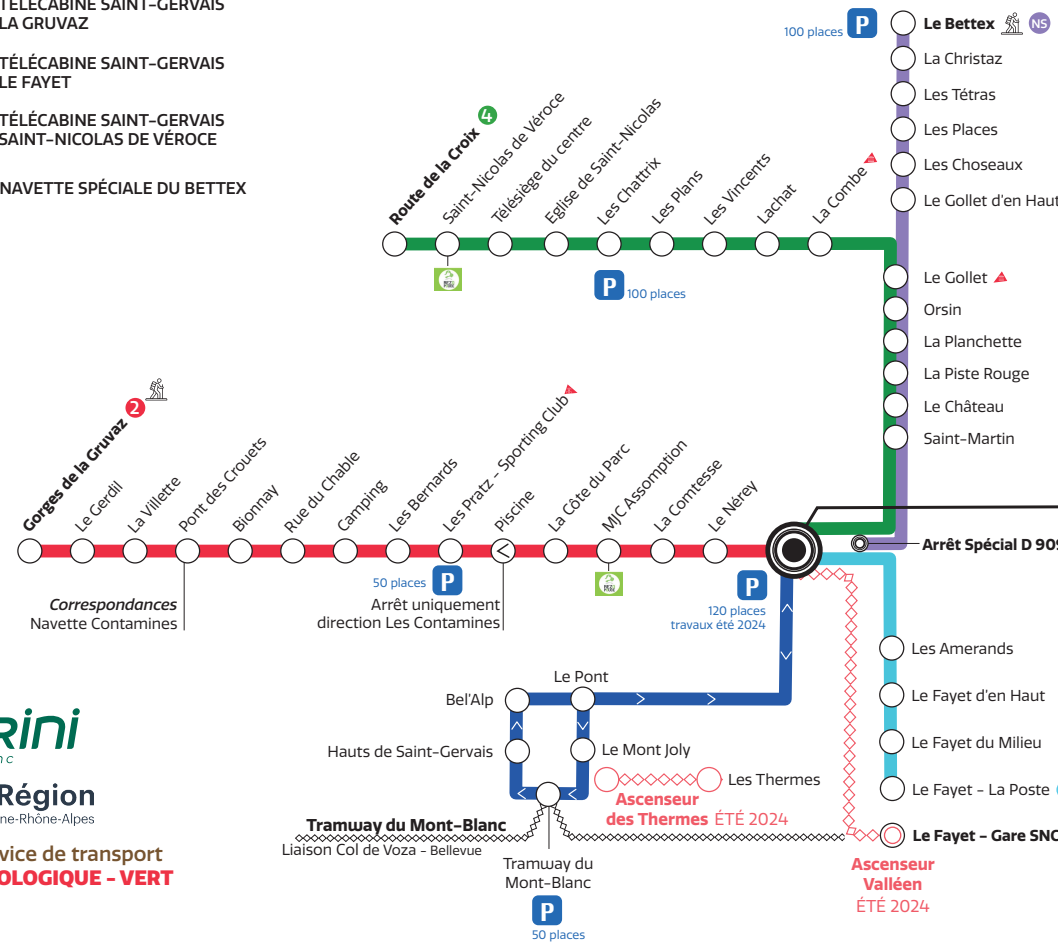 TÉLÉCABINE SAINT-GERVAIS
LA GRUVAZ
TÉLÉCABINE SAINT-GERVAIS
LE FAYET
TÉLÉCABINE SAINT-GERVAIS
SAINT-NICOLAS DE VÉROCE
NAVETTE SPÉCIALE DU BETTEX
100 places
P
Le Bettex
NS
La Christaz
Les Tétras
Les Places
Les Choseaux
Le Gollet d'en Haut
Route de la Croix 4
Saint-Nicolas de Véroce
Télésiège du centre
Eglise de Saint-Nicolas
Les Chattrix
Les Plans
Les Vincents
Lachat
La Combe
P 100 places
Le Gollet
Orsin
La Planchette
La Piste Rouge
Le Château
Saint-Martin
Gorges de la Gruvaz 2
Le Gerdil
La Villette
Pont des Crouets
Bionnay
Rue du Chable
Camping
Les Bernards
Les Pratz - Sporting Club
Piscine
La Côte du Parc
MJC Assomption
La Comtesse
Le Nérey
Arrêt Spécial D 909
50 places P
Correspondances
Navette Contamines
Arrêt uniquement
direction Les Contamines
P
120 places
travaux été 2024
Les Amerands
Le Fayet d'en Haut
Le Fayet du Milieu
Le Fayet - La Poste
Le Fayet - Gare SNC
Le Pont
Bel'Alp
Hauts de Saint-Gervais
Le Mont Joly
Les Thermes
Ascenseur
des Thermes ÉTÉ 2024
Tramway du Mont-Blanc
Liaison Col de Voza - Bellevue
Tramway du
Mont-Blanc
P
50 places
Ascenseur
Valléen
ÉTÉ 2024
rini
nc
Région
ne-Rhône-Alpes
vice de transport
OLOGIQUE - VERT